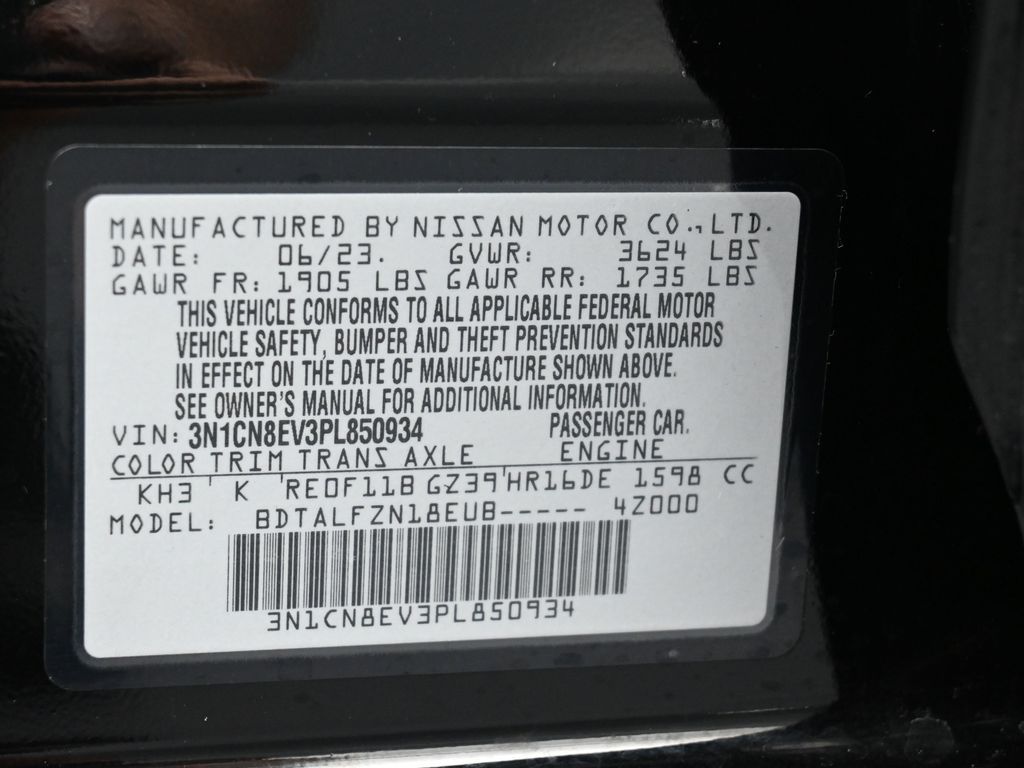 MANUFACTURED BY NISSAN MOTOR CO., LTD.
DATE: 06/23. GVWR: 3624 LBS
GAWR FR: 1905 LBS GAWR RR: 1735 LBS
THIS VEHICLE CONFORMS TO ALL APPLICABLE FEDERAL MOTOR
VEHICLE SAFETY, BUMPER AND THEFT PREVENTION STANDARDS
IN EFFECT ON THE DATE OF MANUFACTURE SHOWN ABOVE.
SEE OWNER'S MANUAL FOR ADDITIONAL INFORMATION.
VIN: 3N1CN8EV3PL850934 PASSENGER CAR.
COLOR TRIM TRANS AXLE ENGINE
KH3 ' K ' RE0F11B GZ39 ' HR16DE 1598 CC
MODEL: BDTALFZN18EUB----- 4Z000
3N1CN8EV3PL850934